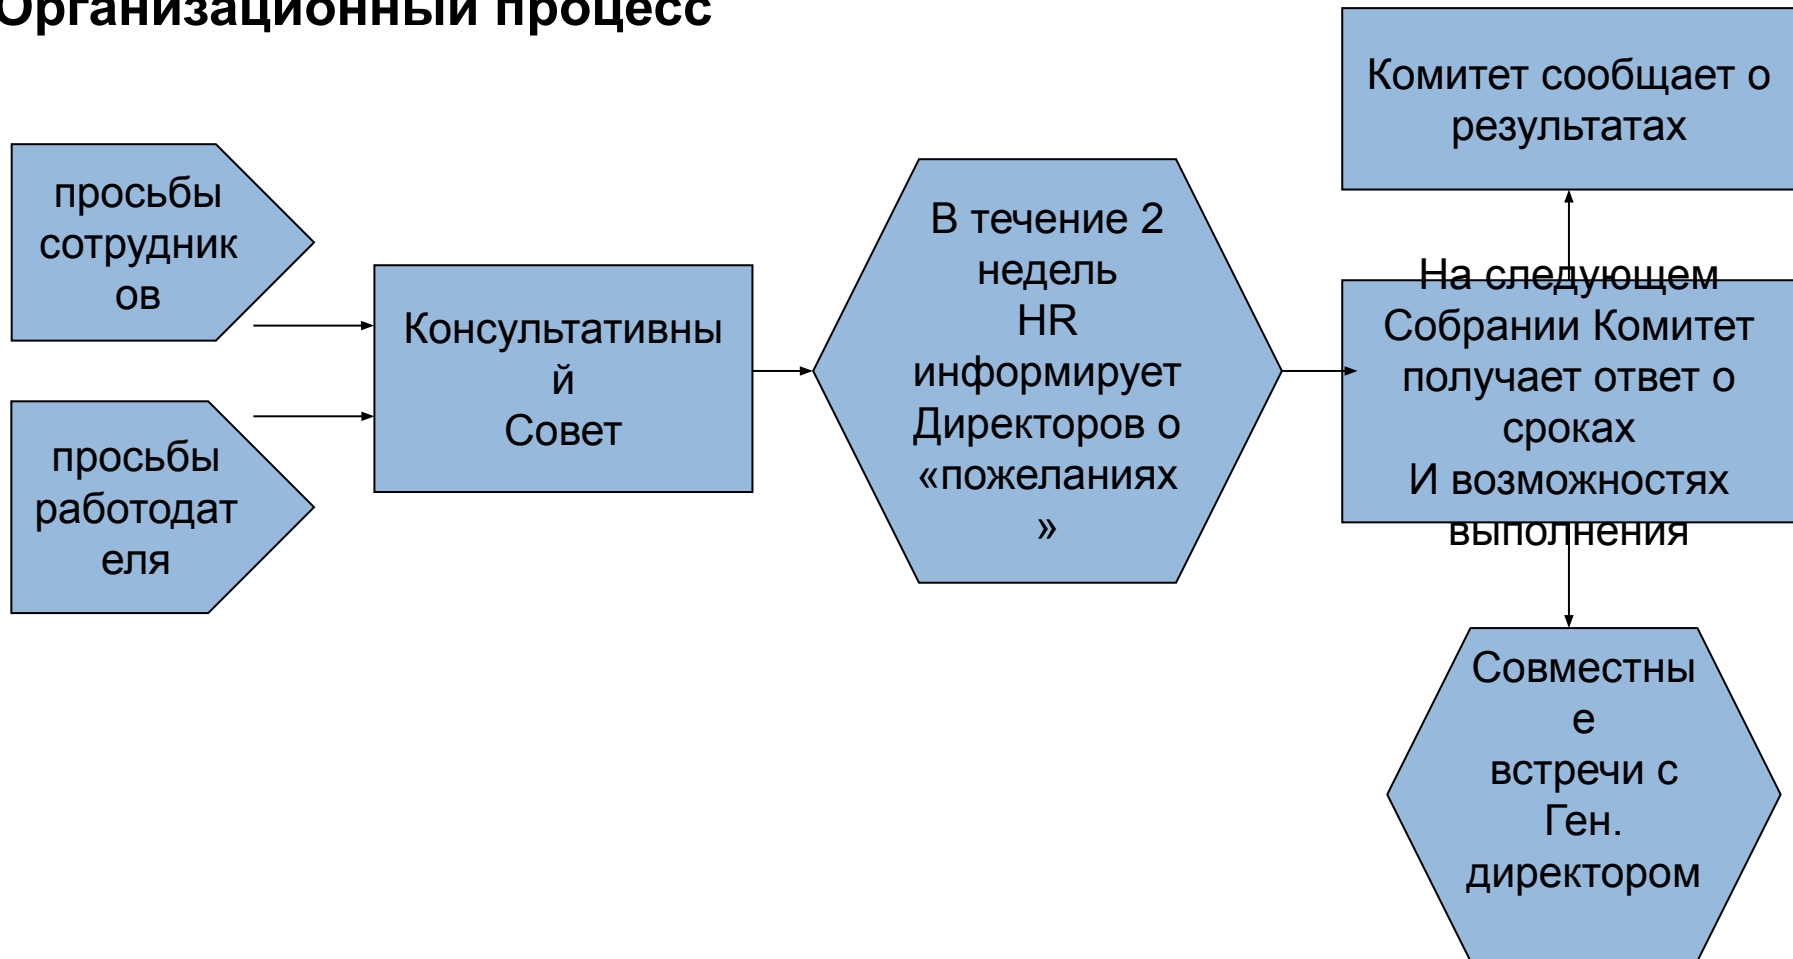 Организационный процесс
Комитет сообщает о
результатах
просьбы
сотрудник
ов
Консультативны
й
Совет
просьбы
работодат
еля
В течение 2
недель
HR
информирует
Директоров о
«пожеланиях
»
На следующем
Собрании Комитет
получает ответ о
сроках
И возможностях
выполнения
Совместны
е
встречи с
Ген.
директором